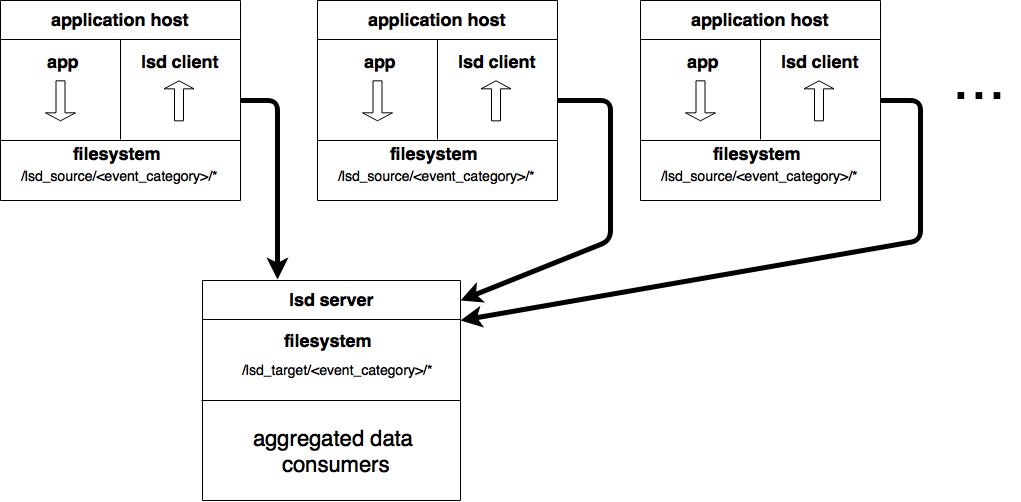 application host
app
lsd client
filesystem
/lsd_source/<event_category>/*
application host
app
lsd client
filesystem
/lsd_source/<event_category>/*
application host
app
lsd client
filesystem
/lsd_source/<event_category>/*
...
lsd server
filesystem
/lsd_target/<event_category>/*
aggregated data
consumers